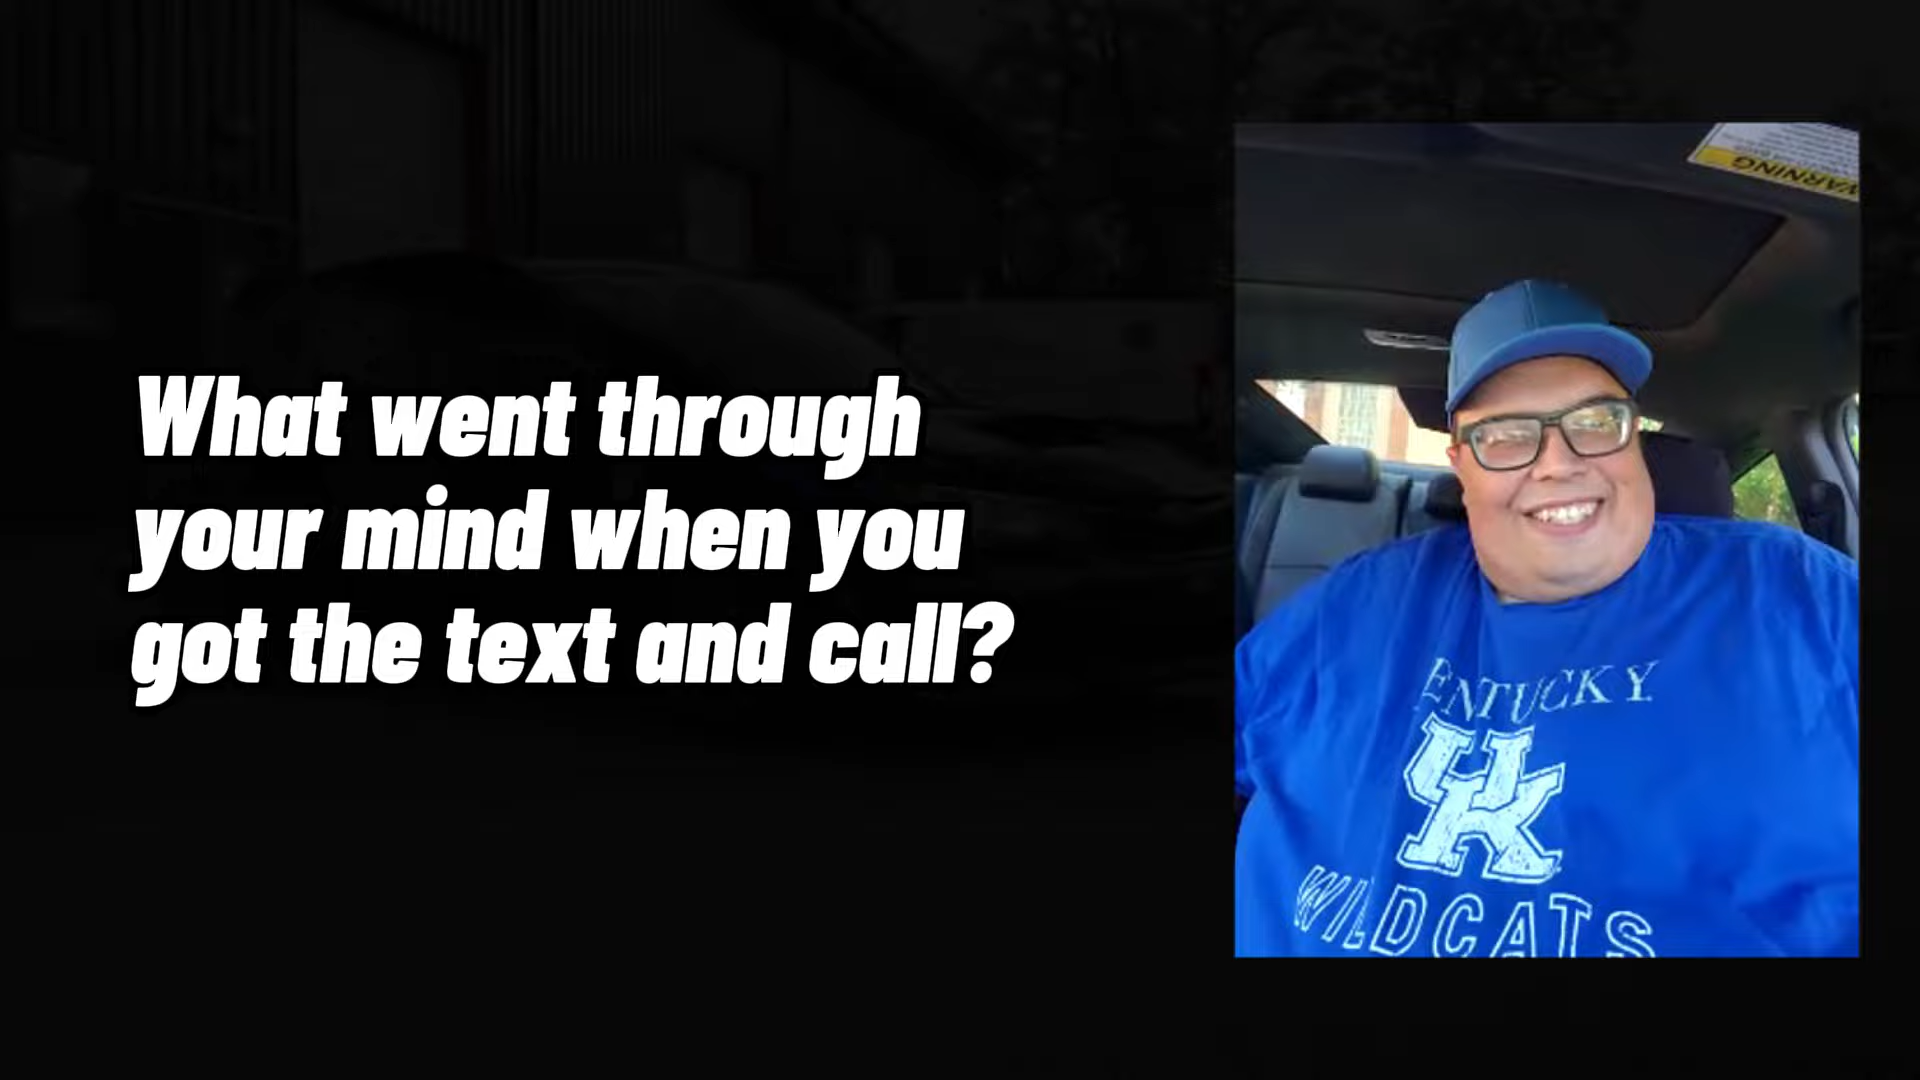 What went through
your mind when you
got the text and call?
WARNING
ENTUCKY
UK
WILDCATS